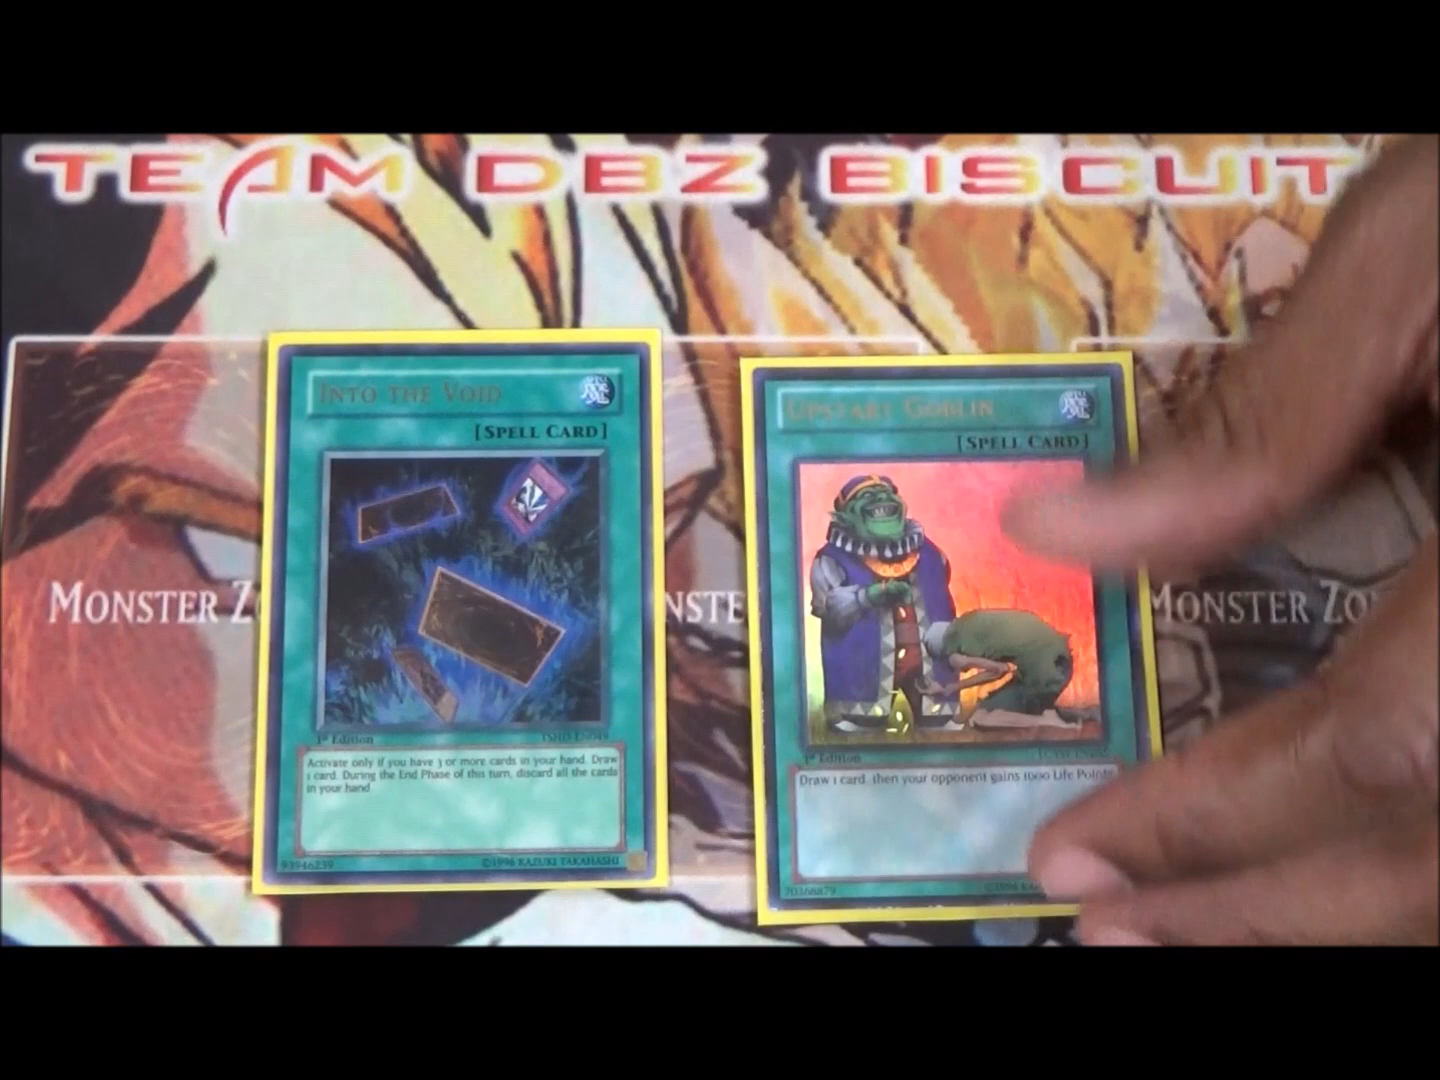 TEAM DBZ BISCUIT
INTO THE VOID
[SPELL CARD]
1st Edition
TSHD-EN049
Activate only if you have 3 or more cards in your hand. Draw
1 card. During the End Phase of this turn, discard all the cards
in your hand.
93946239
©1996 KAZUKI TAKAHASHI
UPSTART GOBLIN
[SPELL CARD]
1st Edition
Draw 1 card, then your opponent gains 1000 Life Points.
70368879
©1996
MONSTER
MONSTER